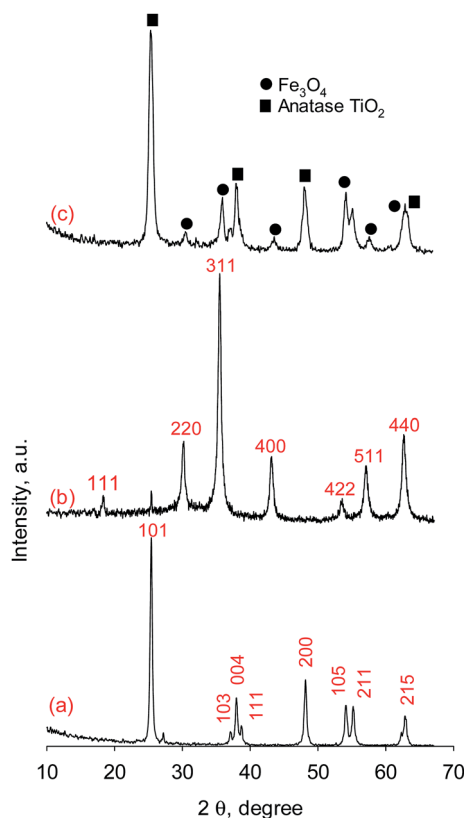 Fe₃O₄
Anatase TiO₂
(c)
311
220
400
440
511
111
422
(b)
101
Intensity, a.u.
004
200
103
111
105
211
215
(a)
10 20 30 40 50 60 70
2 θ, degree